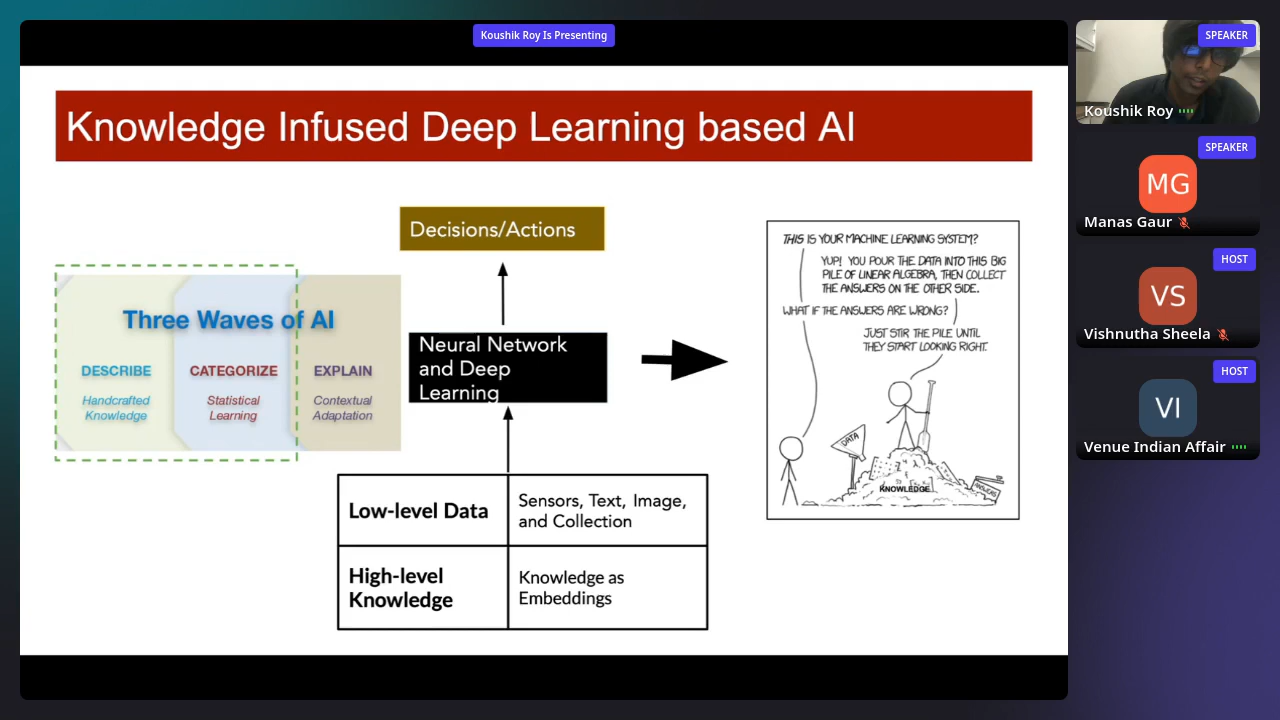 Koushik Roy Is Presenting
Knowledge Infused Deep Learning based AI
Decisions/Actions
Three Waves of AI
DESCRIBE
Handcrafted
Knowledge
CATEGORIZE
Statistical
Learning
EXPLAIN
Contextual
Adaptation
Neural Network
and Deep
Learning
Low-level Data
Sensors, Text, Image,
and Collection
High-level
Knowledge
Knowledge as
Embeddings
THIS IS YOUR MACHINE LEARNING SYSTEM?
YUP! YOU POUR THE DATA INTO THIS BIG
PILE OF LINEAR ALGEBRA, THEN COLLECT
THE ANSWERS ON THE OTHER SIDE.
WHAT IF THE ANSWERS ARE WRONG?
JUST STIR THE PILE UNTIL
THEY START LOOKING RIGHT.
DATA
KNOWLEDGE
ANSWERS
SPEAKER
Koushik Roy
SPEAKER
MG
Manas Gaur
HOST
VS
Vishnutha Sheela
HOST
VI
Venue Indian Affair